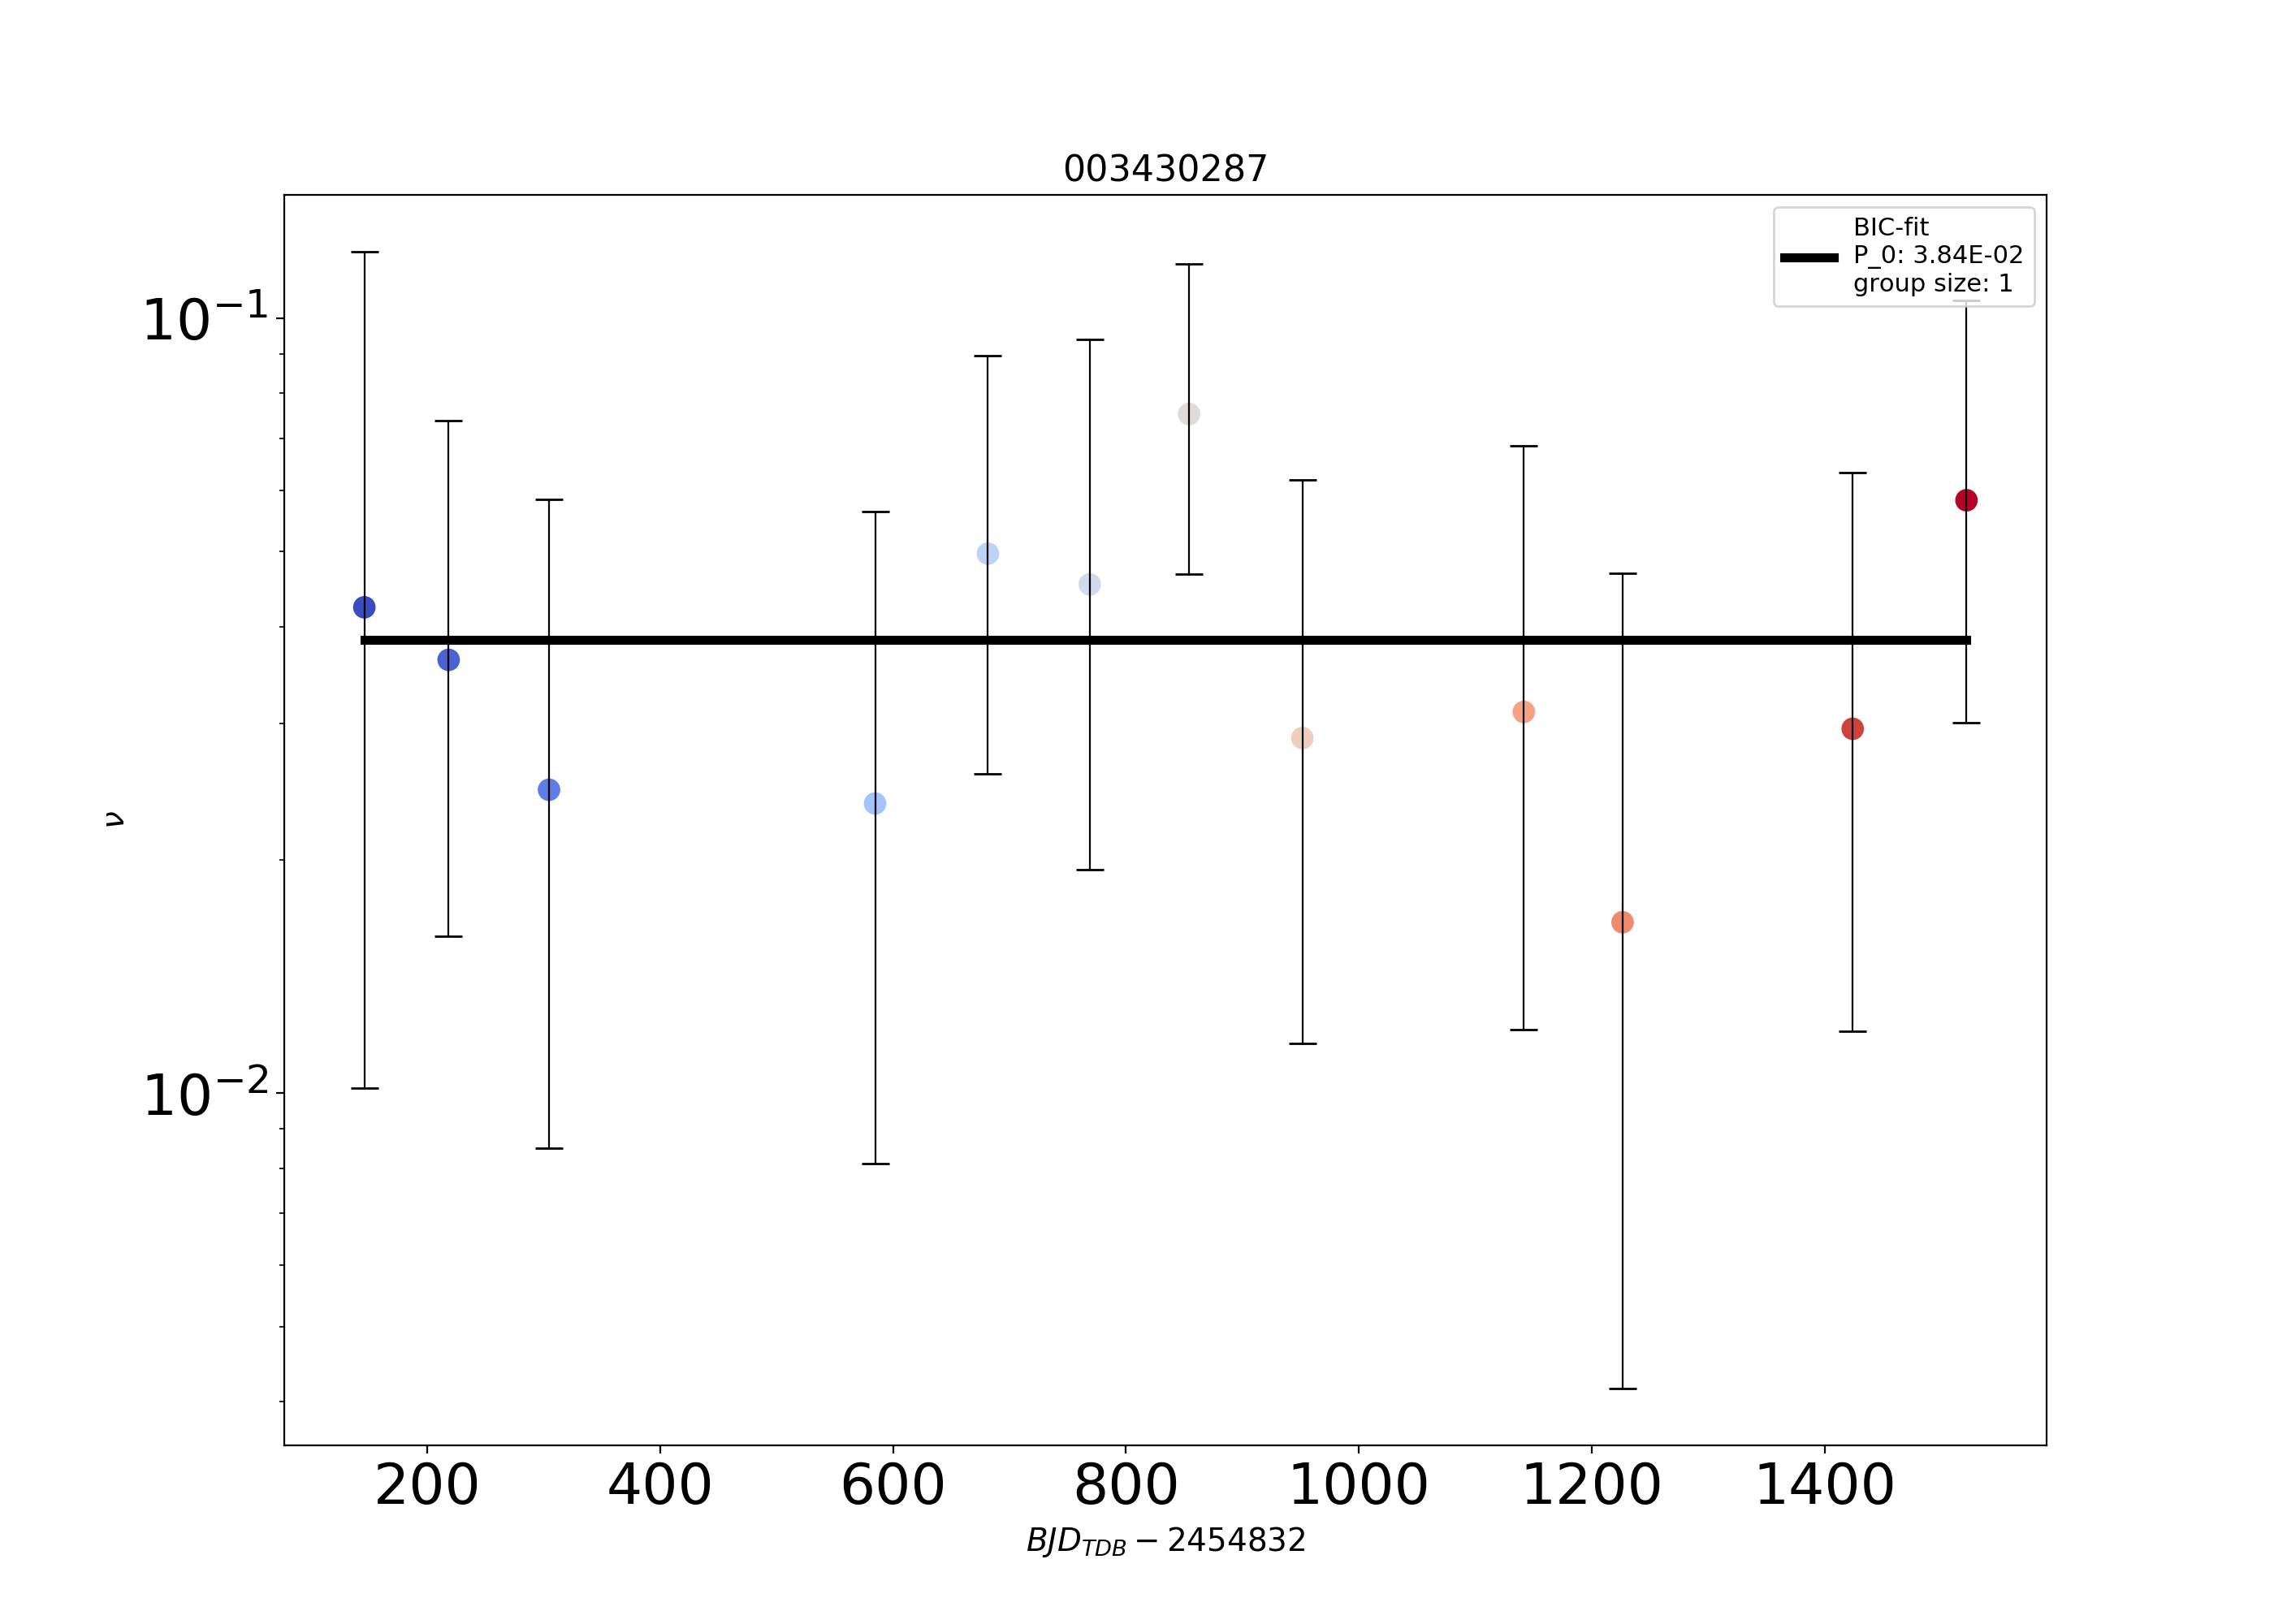 003430287
BIC-fit
P_0: 3.84E-02
group size: 1
10⁻¹
10⁻²
ν
200 400 600 800 1000 1200 1400
BJD_TDB − 2454832